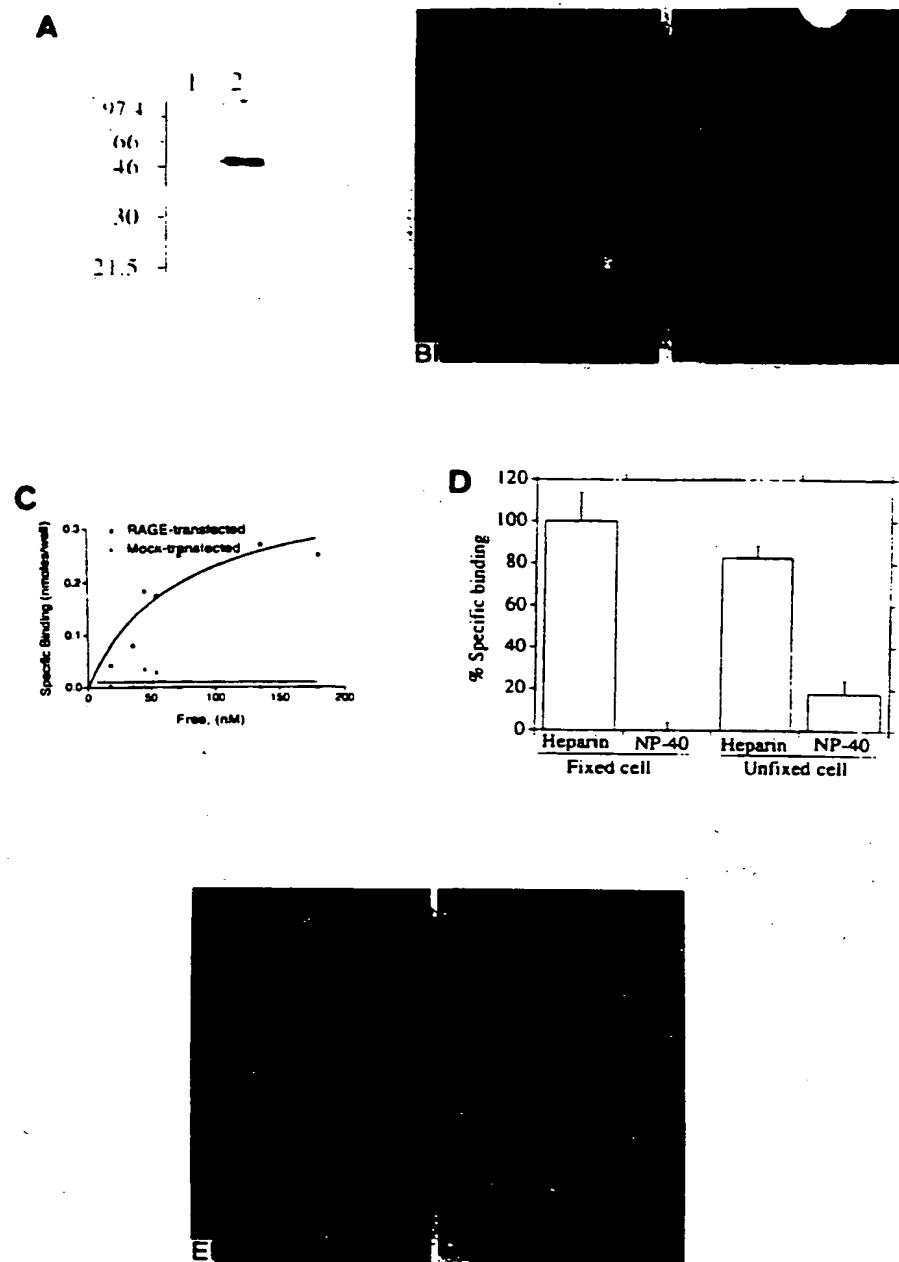 A
1 2
97.4
66
46
30
21.5
B
C
Specific Binding (nmoles/well)
0.3
0.2
0.1
0.0
RAGE-transfected
Mock-transfected
0 50 100 150 200
Free, (nM)
D
% Specific binding
120
100
80
60
40
20
0
Heparin NP-40 Heparin NP-40
Fixed cell Unfixed cell
E